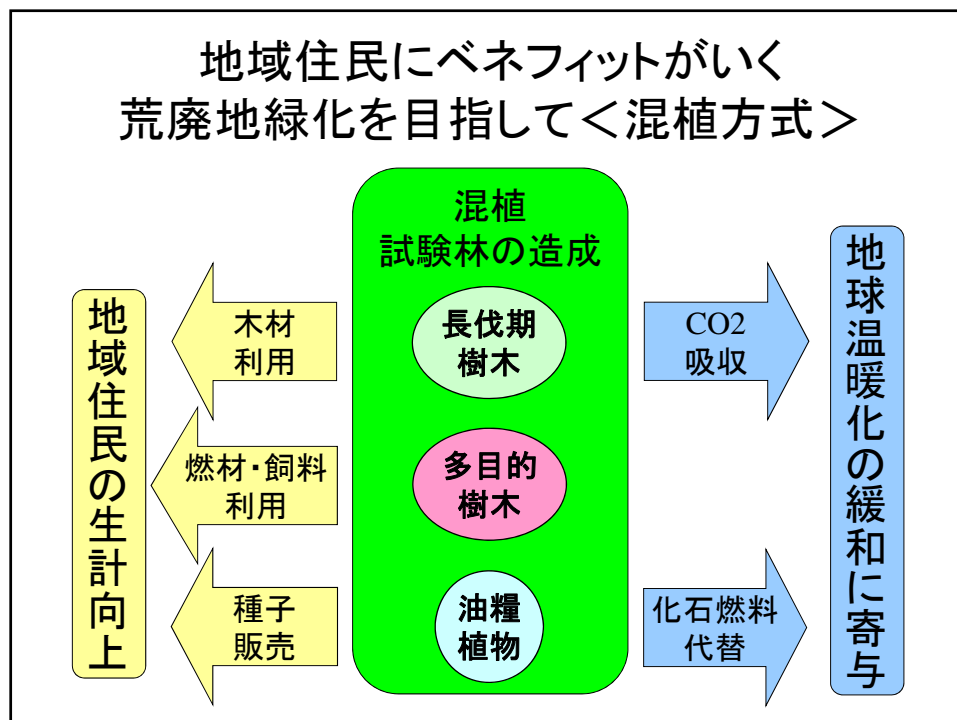 地域住民にベネフィットがいく
荒廃地緑化を目指して＜混植方式＞
混植
試験林の造成
地域住民の生計向上
木材
利用
長伐期
樹木
CO2
吸収
燃材・飼料
利用
多目的
樹木
種子
販売
油糧
植物
化石燃料
代替
地球温暖化の緩和に寄与